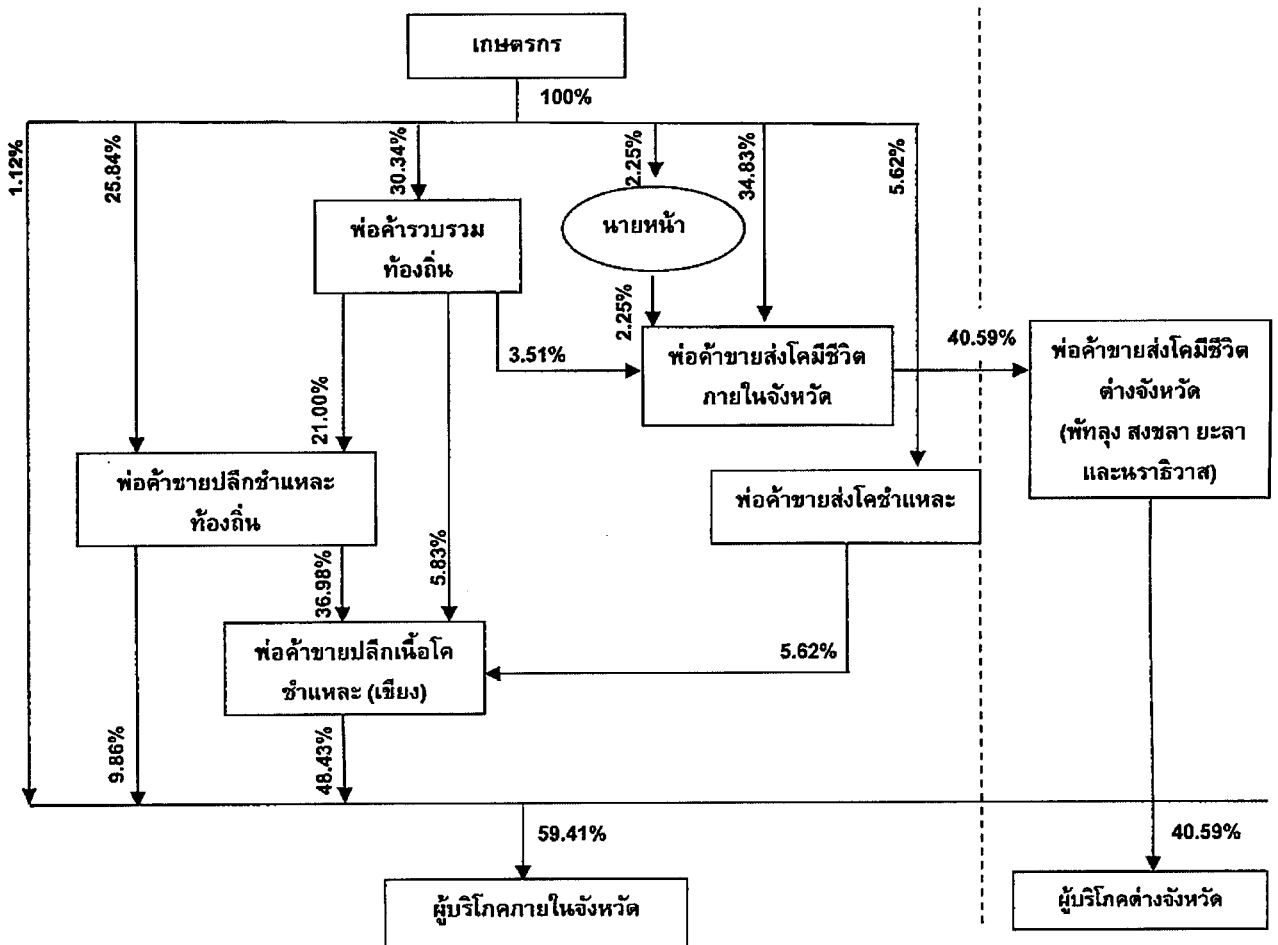 เกษตรกร
100%
1.12%
25.84%
30.34%
2.25%
34.83%
5.62%
พ่อค้ารวบรวม
ท้องถิ่น
นายหน้า
2.25%
3.51%
พ่อค้าขายส่งโคมีชีวิต
ภายในจังหวัด
40.59%
พ่อค้าขายส่งโคมีชีวิต
ต่างจังหวัด
(พัทลุง สงขลา ยะลา
และนราธิวาส)
21.00%
พ่อค้าขายปลีกชำแหละ
ท้องถิ่น
พ่อค้าขายส่งโคชำแหละ
36.98%
5.83%
พ่อค้าขายปลีกเนื้อโค
ชำแหละ (เขียง)
5.62%
9.86%
48.43%
59.41%
40.59%
ผู้บริโภคภายในจังหวัด
ผู้บริโภคต่างจังหวัด